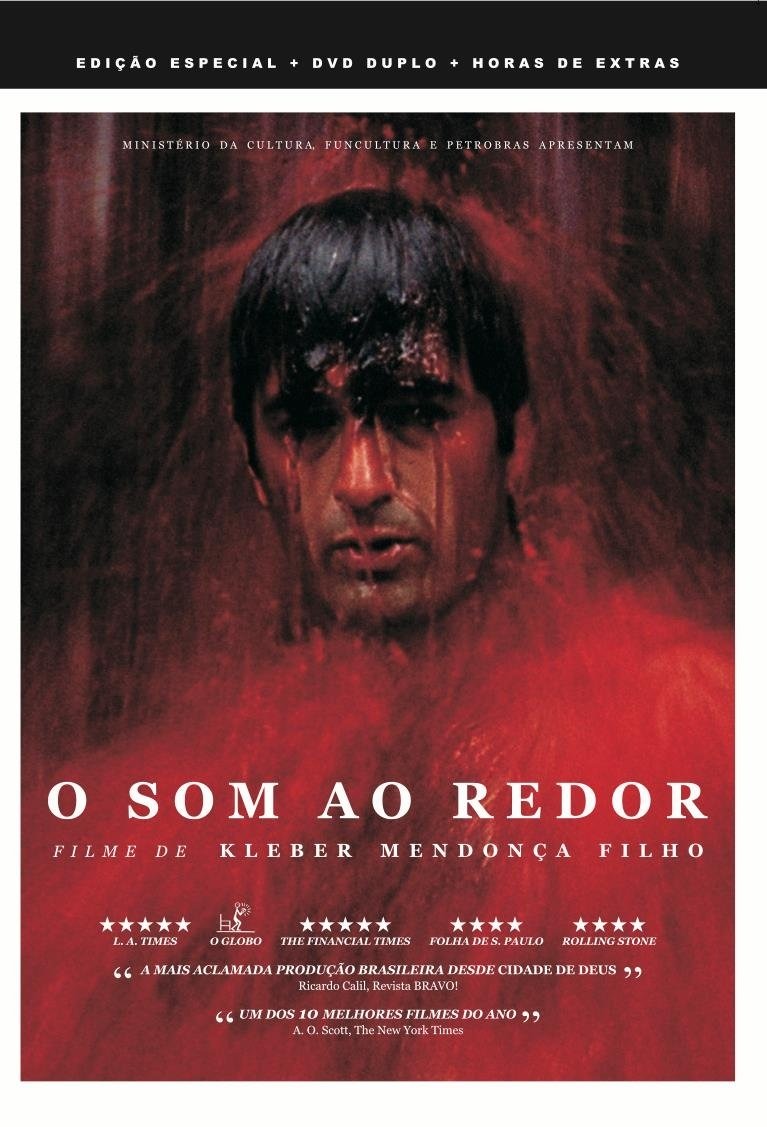 EDIÇÃO ESPECIAL + DVD DUPLO + HORAS DE EXTRAS
MINISTÉRIO DA CULTURA, FUNCULTURA E PETROBRAS APRESENTAM
O SOM AO REDOR
FILME DE KLEBER MENDONÇA FILHO
★★★★★ ★★★★★ ★★★★ ★★★★
L. A. TIMES O GLOBO THE FINANCIAL TIMES FOLHA DE S. PAULO ROLLING STONE
“ A MAIS ACLAMADA PRODUÇÃO BRASILEIRA DESDE CIDADE DE DEUS ”
Ricardo Calil, Revista BRAVO!
“ UM DOS 10 MELHORES FILMES DO ANO ”
A. O. Scott, The New York Times